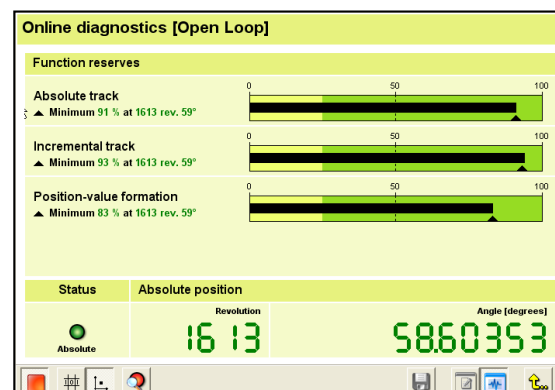 Online diagnostics [Open Loop]
Function reserves
0 50 100
Absolute track
Minimum 91 % at 1613 rev. 59°
0 50 100
Incremental track
Minimum 93 % at 1613 rev. 59°
0 50 100
Position-value formation
Minimum 83 % at 1613 rev. 59°
Status Absolute position
Revolution Angle [degrees]
1613 58.60353
Absolute